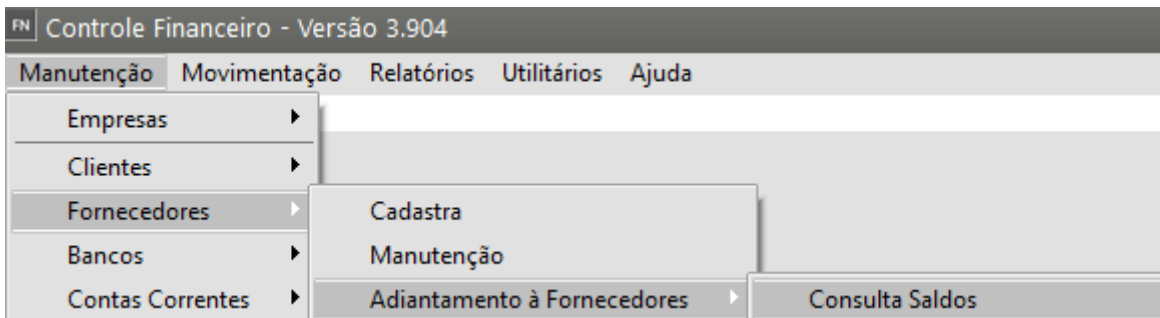 FN Controle Financeiro - Versão 3.904
Manutenção Movimentação Relatórios Utilitários Ajuda
Empresas
Clientes
Fornecedores Cadastra
Bancos Manutenção
Contas Correntes Adiantamento à Fornecedores Consulta Saldos